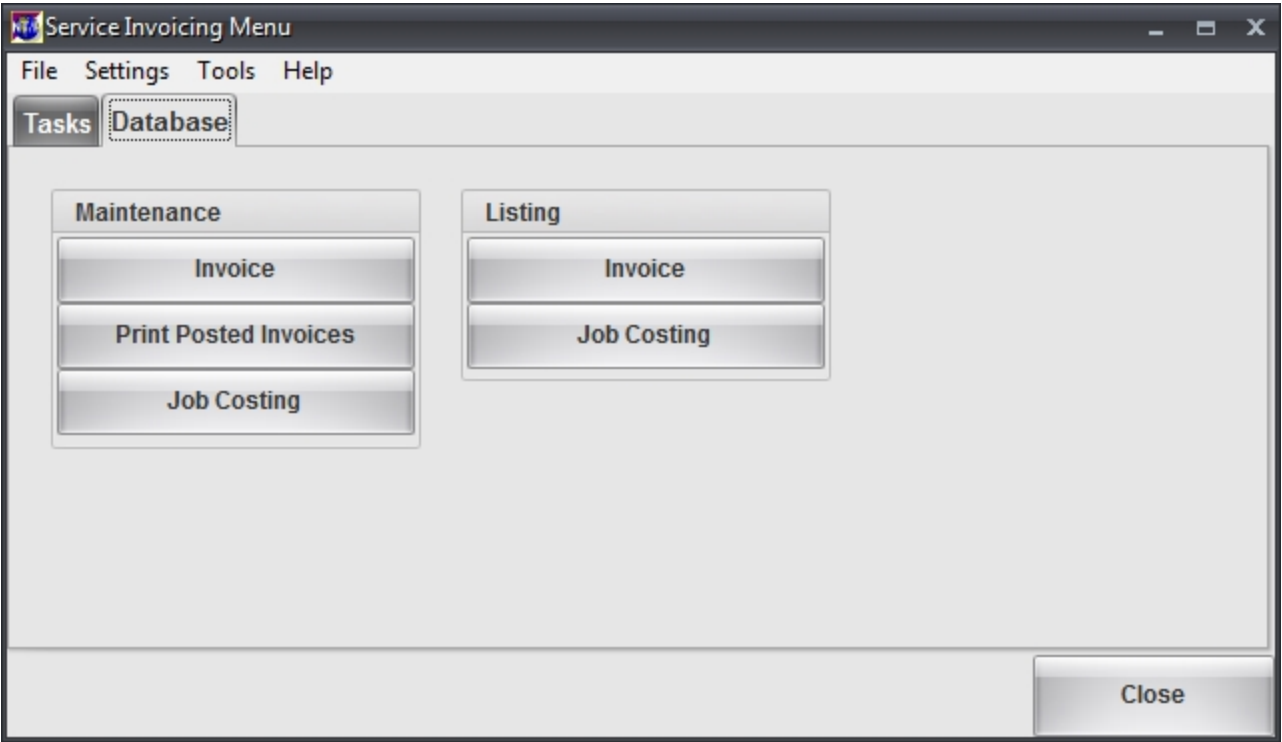 Service Invoicing Menu
File Settings Tools Help
Tasks Database
Maintenance
Invoice
Print Posted Invoices
Job Costing
Listing
Invoice
Job Costing
Close